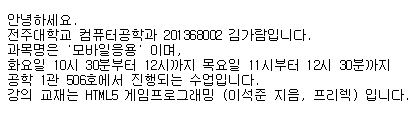 안녕하세요.
전주대학교 컴퓨터공학과 201368002 김가람입니다.
과목명은 '모바일응용' 이며,
화요일 10시 30분부터 12시까지 목요일 11시부터 12시 30분까지
공학 1관 506호에서 진행되는 수업입니다.
강의 교재는 HTML5 게임프로그래밍 (이석준 지음, 프리렉) 입니다.